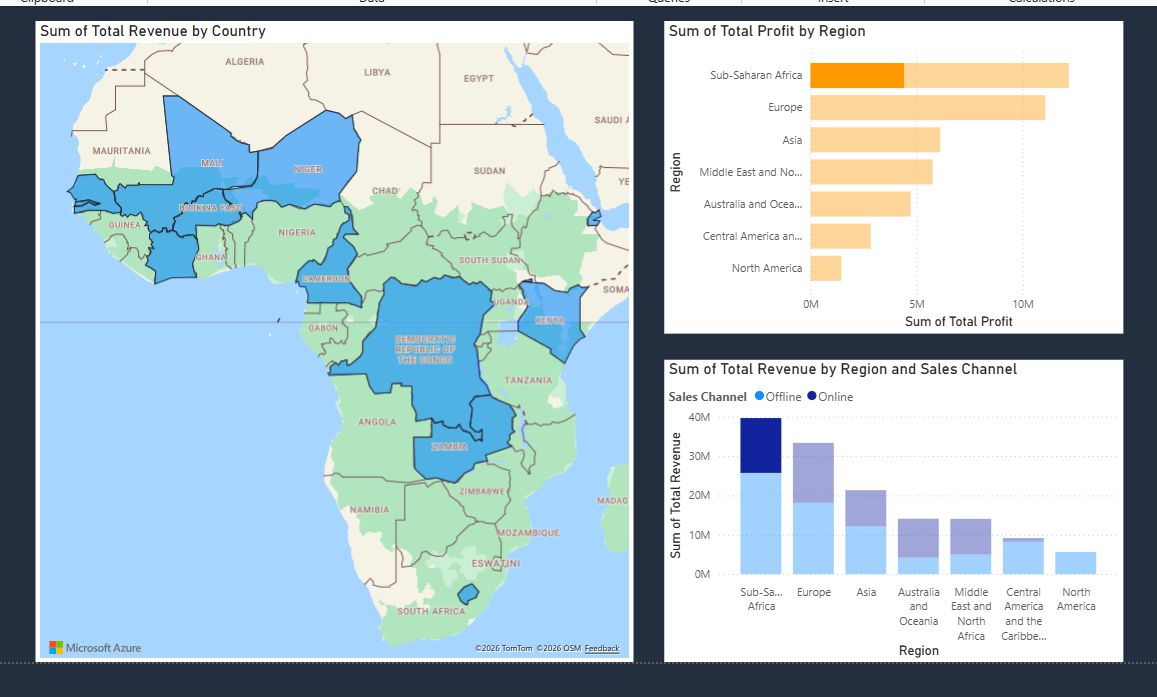 Clipboard Data Queries Insert Calculations
Sum of Total Revenue by Country
ALGERIA
LIBYA
EGYPT
SAUDI A
MAURITANIA
MALI
NIGER
SUDAN
YE
CHAD
BURKINA FASO
GUINEA
NIGERIA
GHANA
SOUTH SUDAN
CAMEROON
SOMA
UGANDA
KENYA
GABON
DEMOCRATIC
REPUBLIC OF
THE CONGO
TANZANIA
ANGOLA
ZAMBIA
ZIMBABWE
MADAG
NAMIBIA
MOZAMBIQUE
ESWATINI
SOUTH AFRICA
Microsoft Azure
©2026 TomTom ©2026 OSM Feedback
Sum of Total Profit by Region
Region
Sub-Saharan Africa
Europe
Asia
Middle East and No...
Australia and Ocea...
Central America an...
North America
0M 5M 10M
Sum of Total Profit
Sum of Total Revenue by Region and Sales Channel
Sales Channel Offline Online
Sum of Total Revenue
40M
30M
20M
10M
0M
Sub-Sa...
Africa
Europe
Asia
Australia
and
Oceania
Middle
East and
North
Africa
Central
America
and the
Caribbe...
North
America
Region